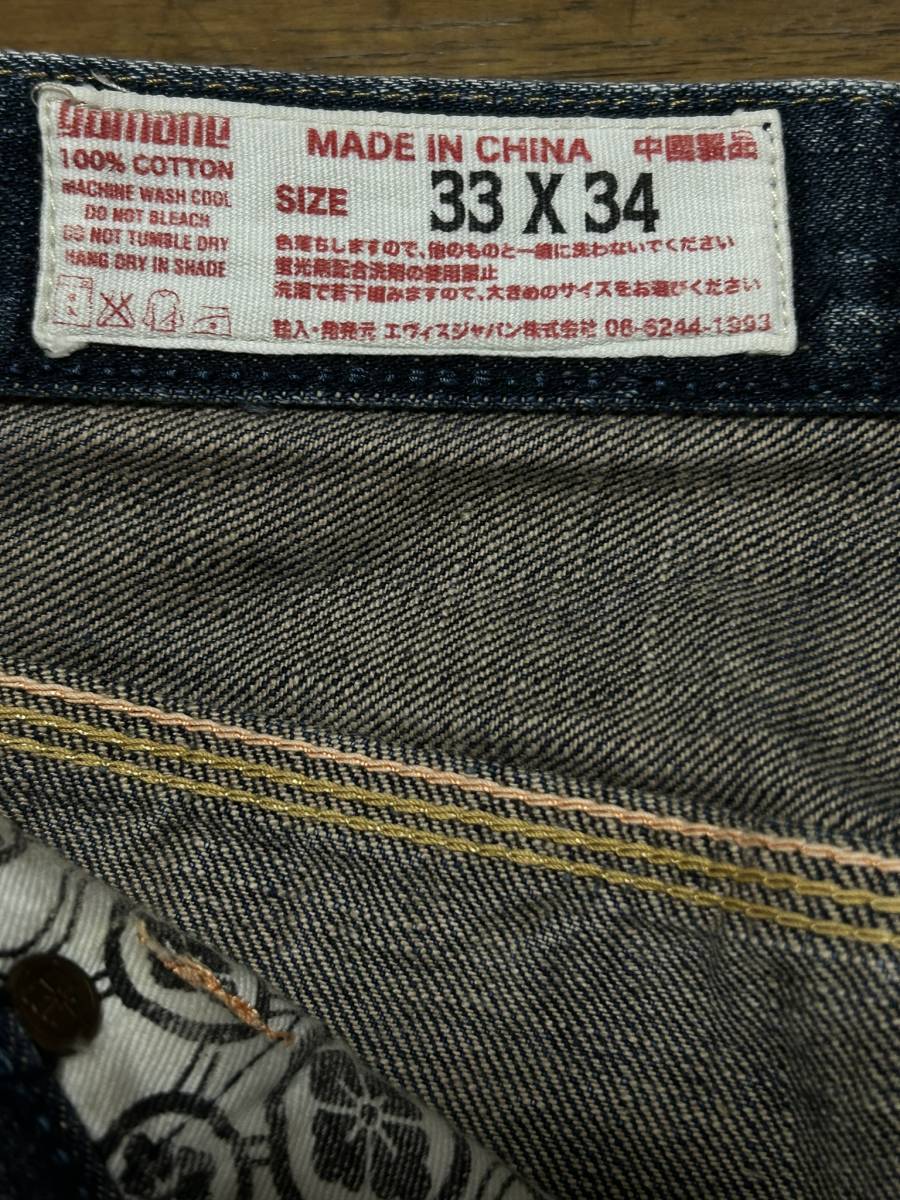 yamane
100% COTTON
MACHINE WASH COOL
DO NOT BLEACH
DO NOT TUMBLE DRY
HANG DRY IN SHADE
MADE IN CHINA 中國製品
SIZE 33 X 34
色落ちしますので、他のものと一緒に洗わないでください
蛍光剤配合洗剤の使用禁止
洗濯で若干縮みますので、大きめのサイズをお選びください
輸入・発売元 エヴィスジャパン株式会社 06-6244-1993